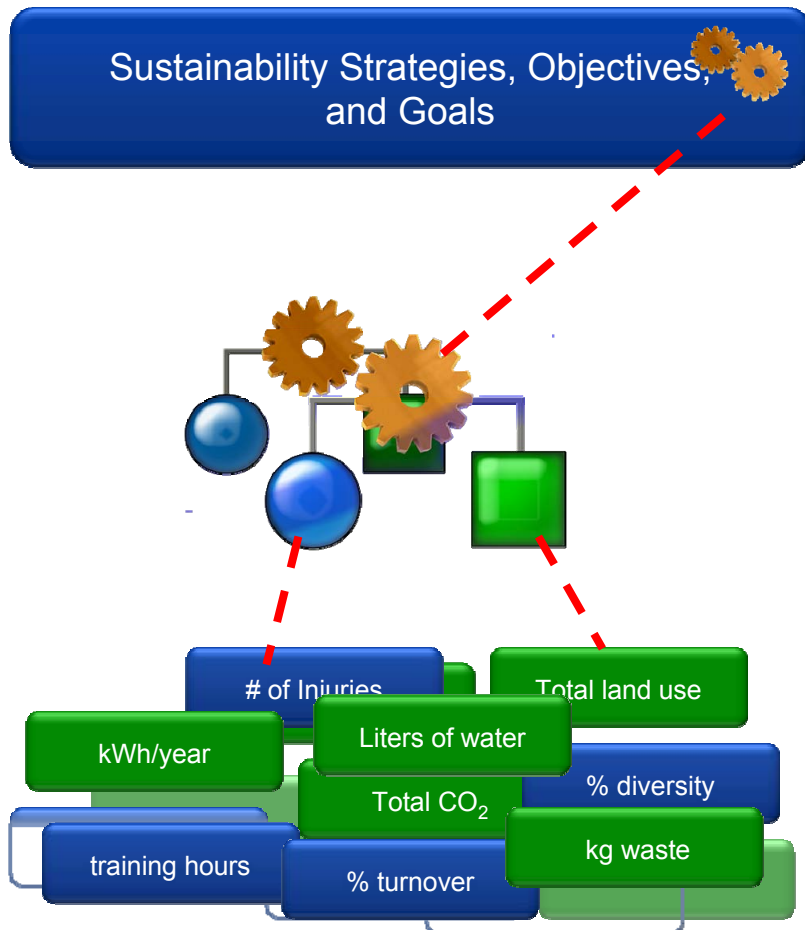 Sustainability Strategies, Objectives,
and Goals
# of Injuries
Total land use
kWh/year
Liters of water
% diversity
Total CO₂
kg waste
training hours
% turnover